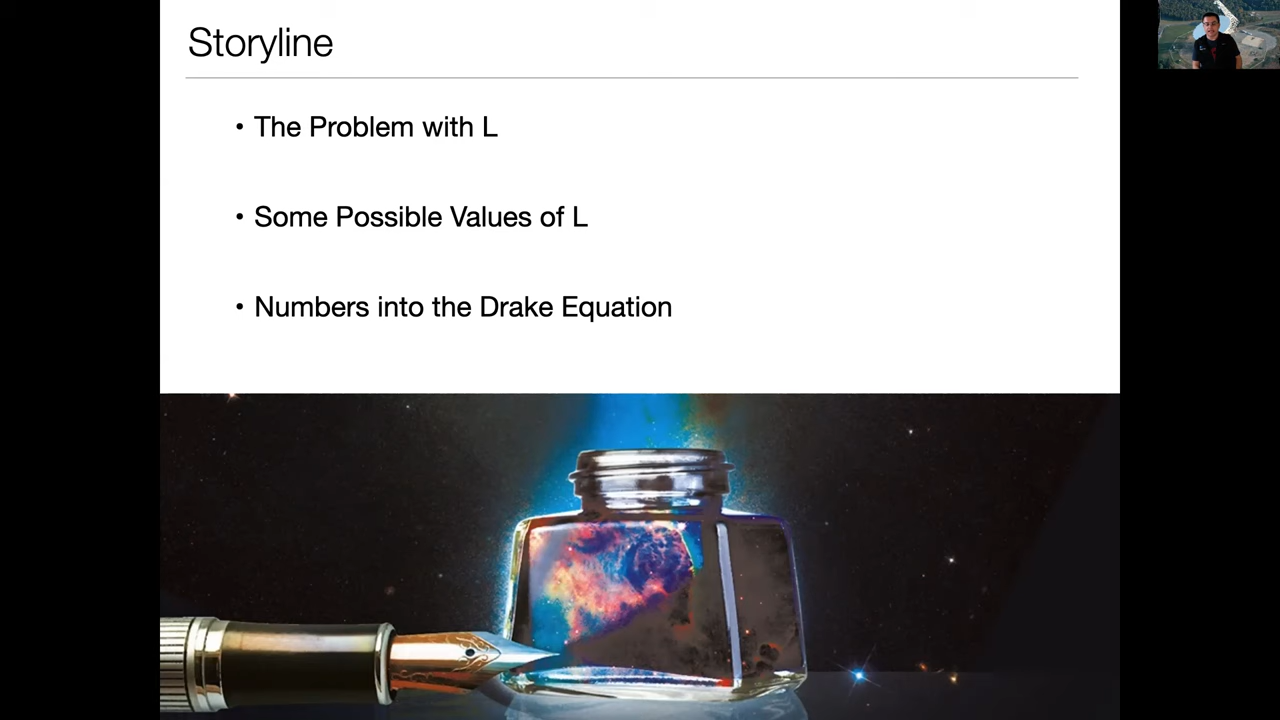 Storyline
• The Problem with L
• Some Possible Values of L
• Numbers into the Drake Equation